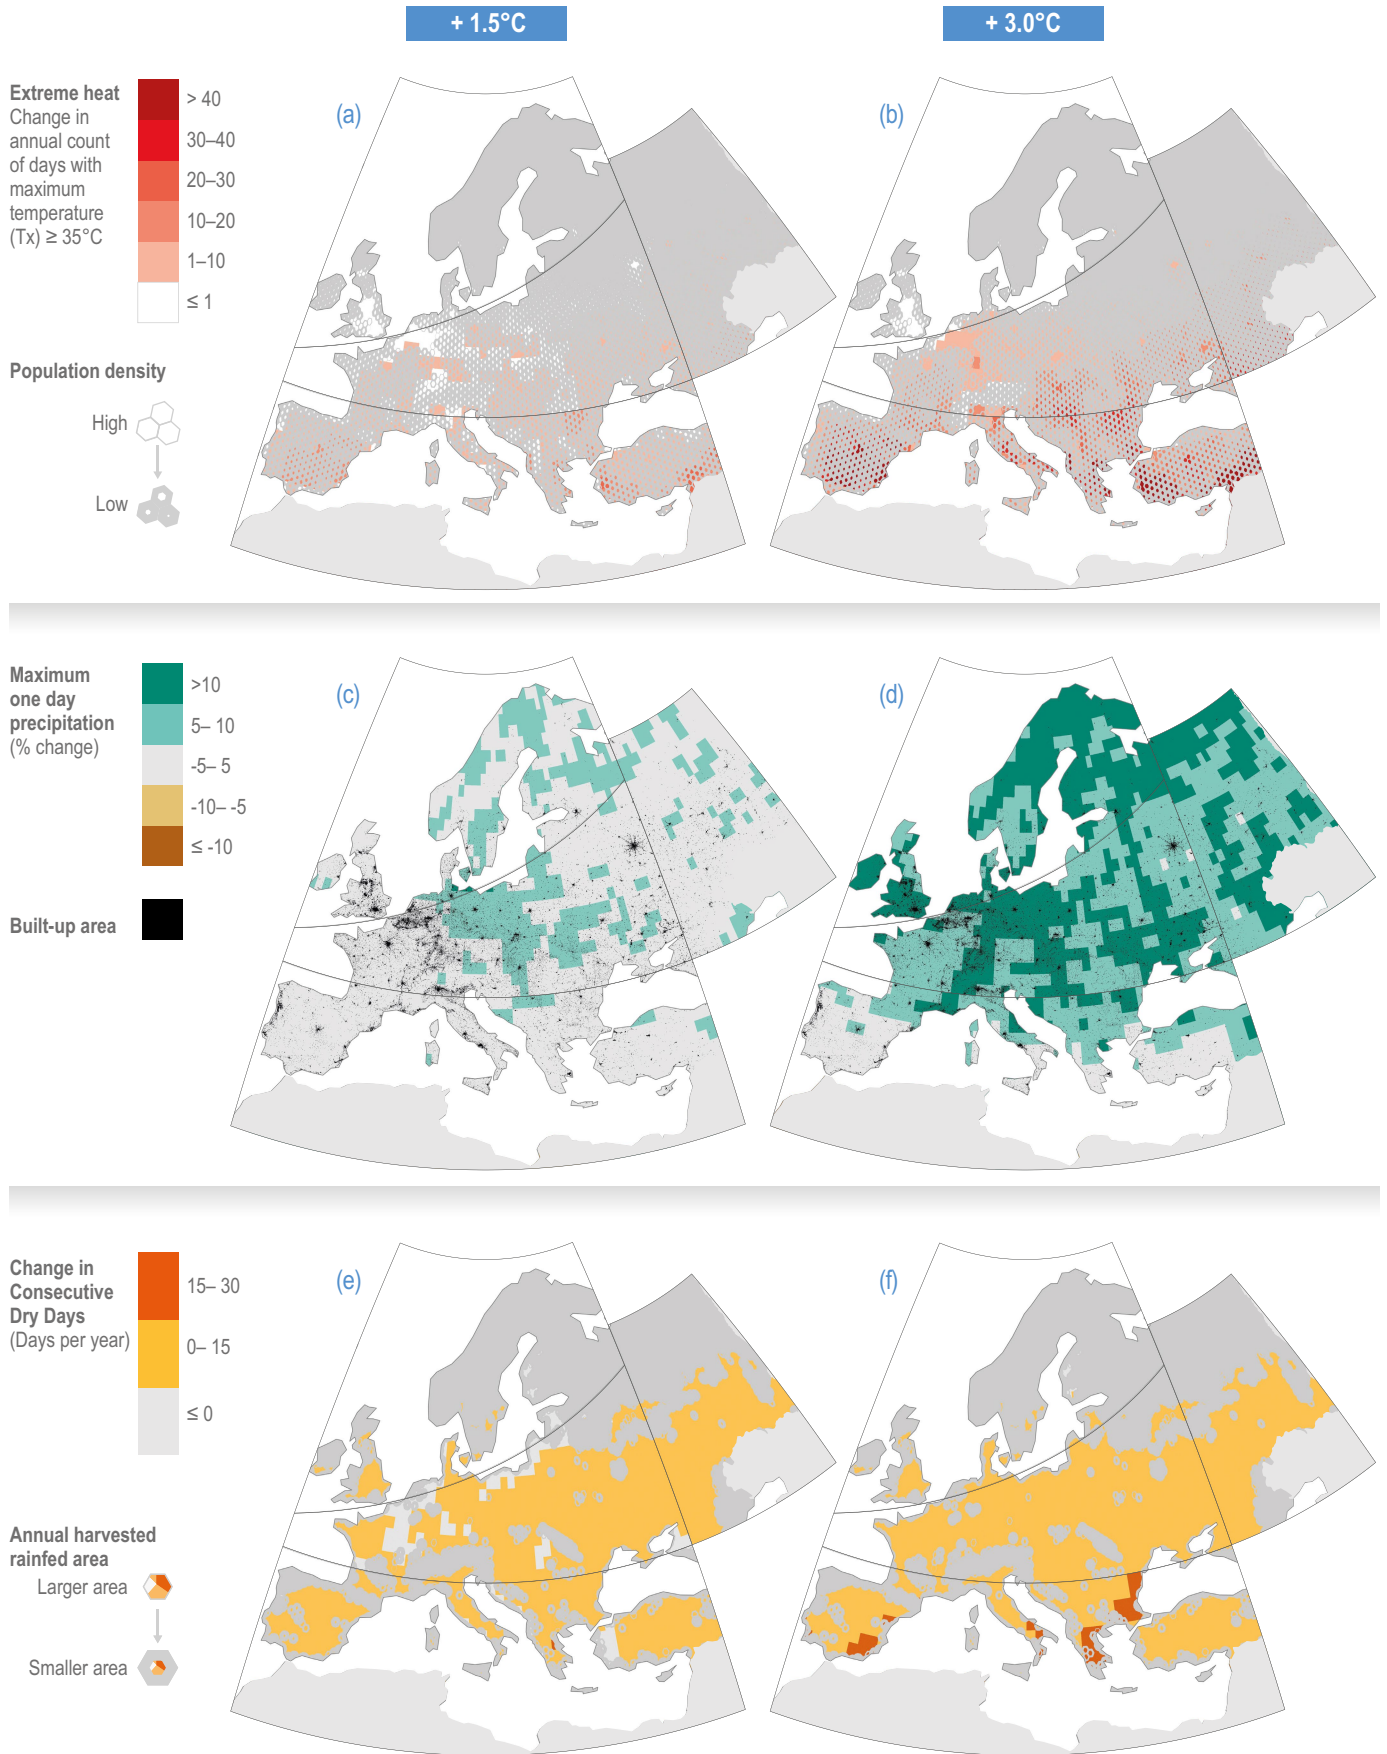 + 1.5°C
+ 3.0°C
Extreme heat
Change in
annual count
of days with
maximum
temperature
(Tx) ≥ 35°C
> 40
30–40
20–30
10–20
1–10
≤ 1
Population density
High
Low
(a)
(b)
Maximum
one day
precipitation
(% change)
>10
5– 10
-5– 5
-10– -5
≤ -10
Built-up area
(c)
(d)
Change in
Consecutive
Dry Days
(Days per year)
15– 30
0– 15
≤ 0
Annual harvested
rainfed area
Larger area
Smaller area
(e)
(f)